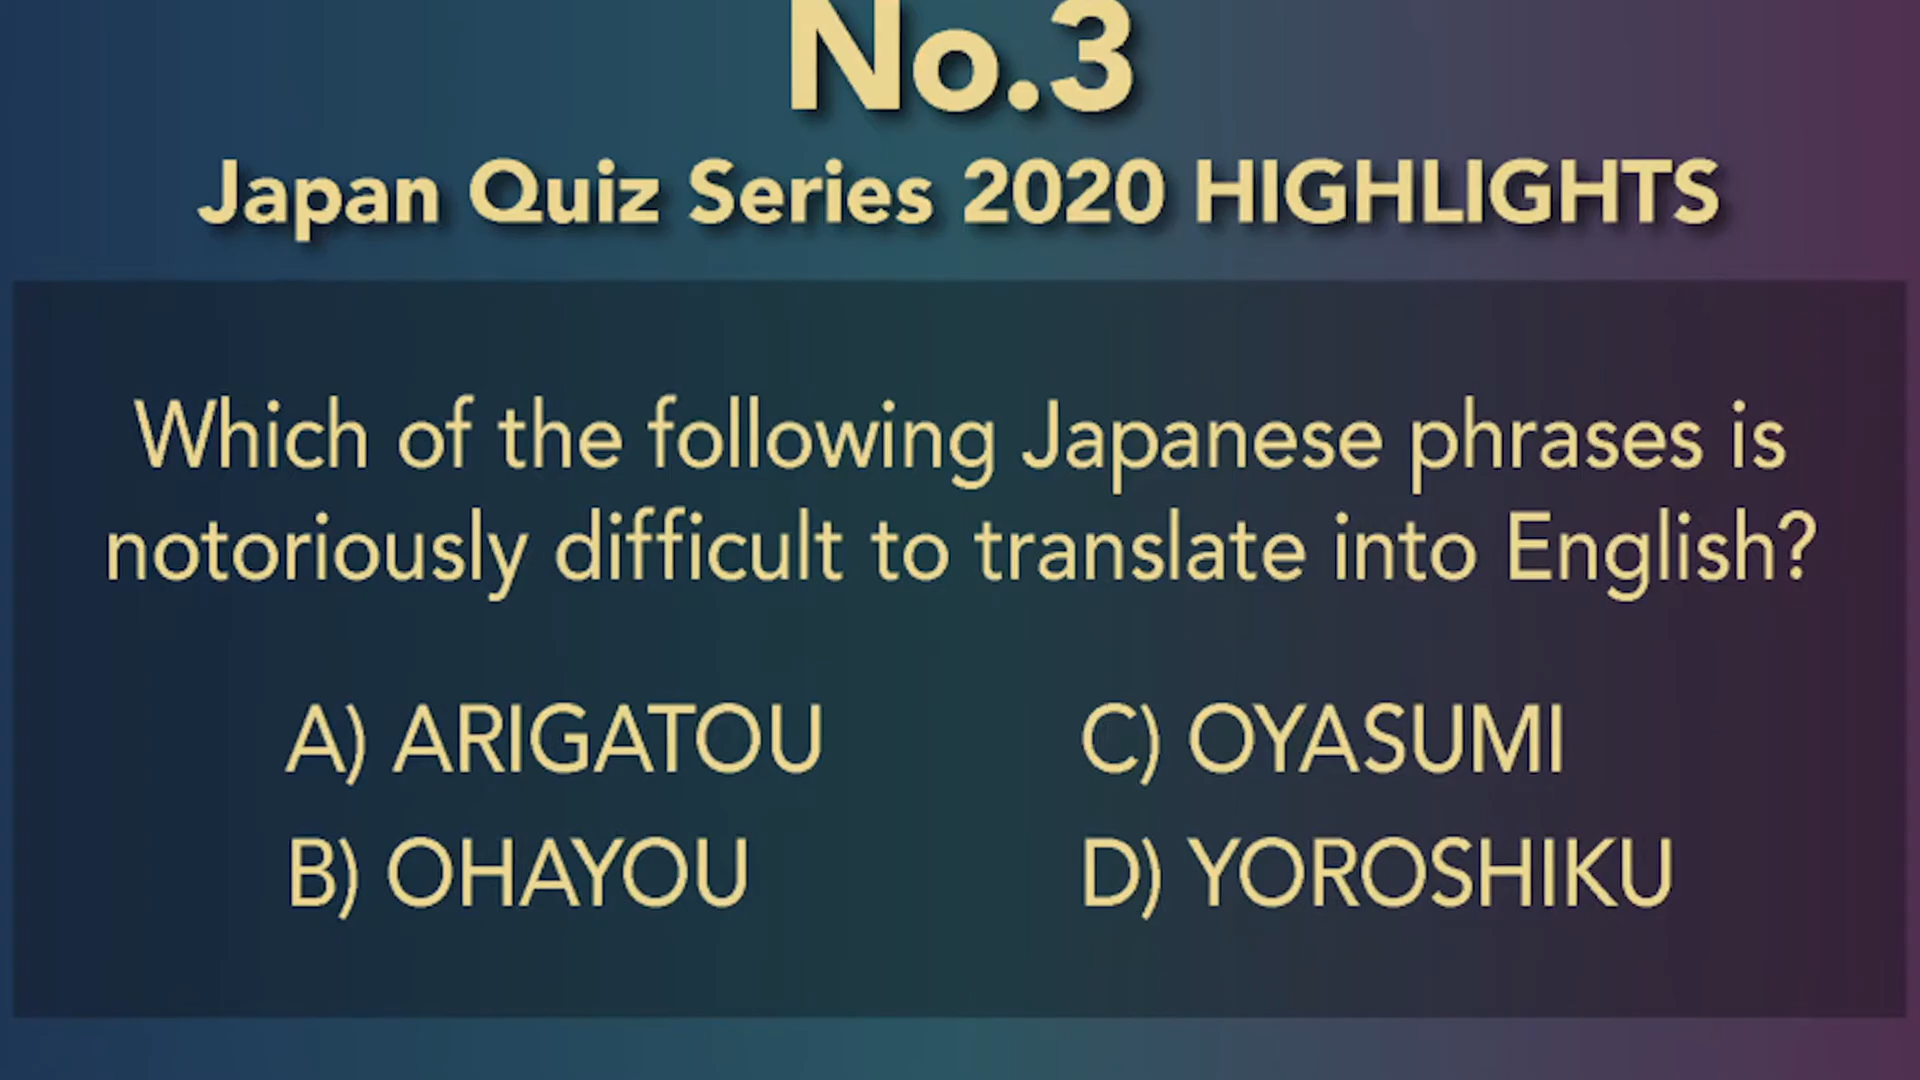 No.3
Japan Quiz Series 2020 HIGHLIGHTS
Which of the following Japanese phrases is
notoriously difficult to translate into English?
A) ARIGATOU
B) OHAYOU
C) OYASUMI
D) YOROSHIKU